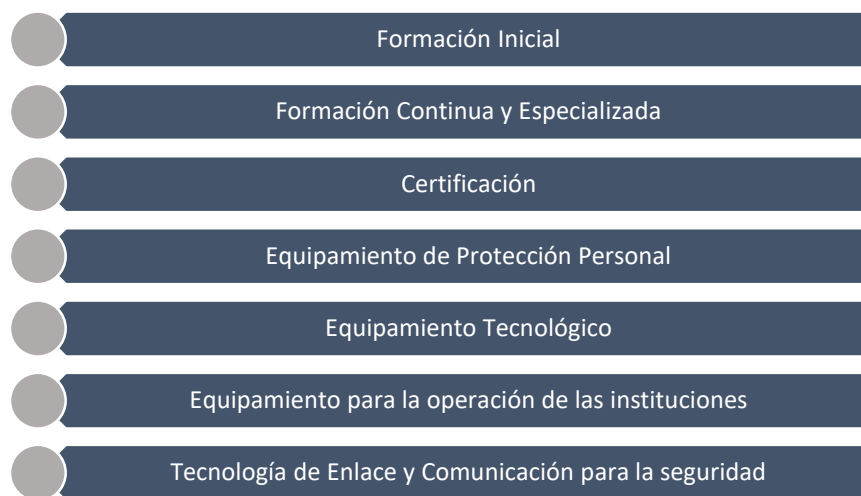 Formación Inicial
Formación Continua y Especializada
Certificación
Equipamiento de Protección Personal
Equipamiento Tecnológico
Equipamiento para la operación de las instituciones
Tecnología de Enlace y Comunicación para la seguridad